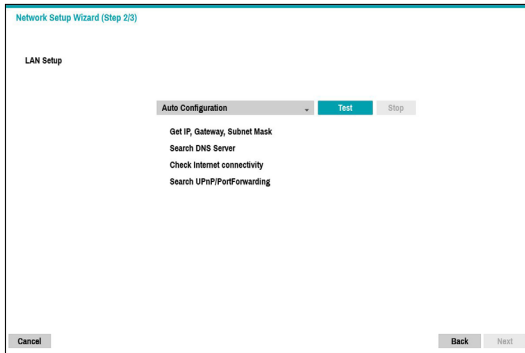 Network Setup Wizard (Step 2/3)
LAN Setup
Auto Configuration Test Stop
Get IP, Gateway, Subnet Mask
Search DNS Server
Check Internet connectivity
Search UPnP/PortForwarding
Cancel Back Next